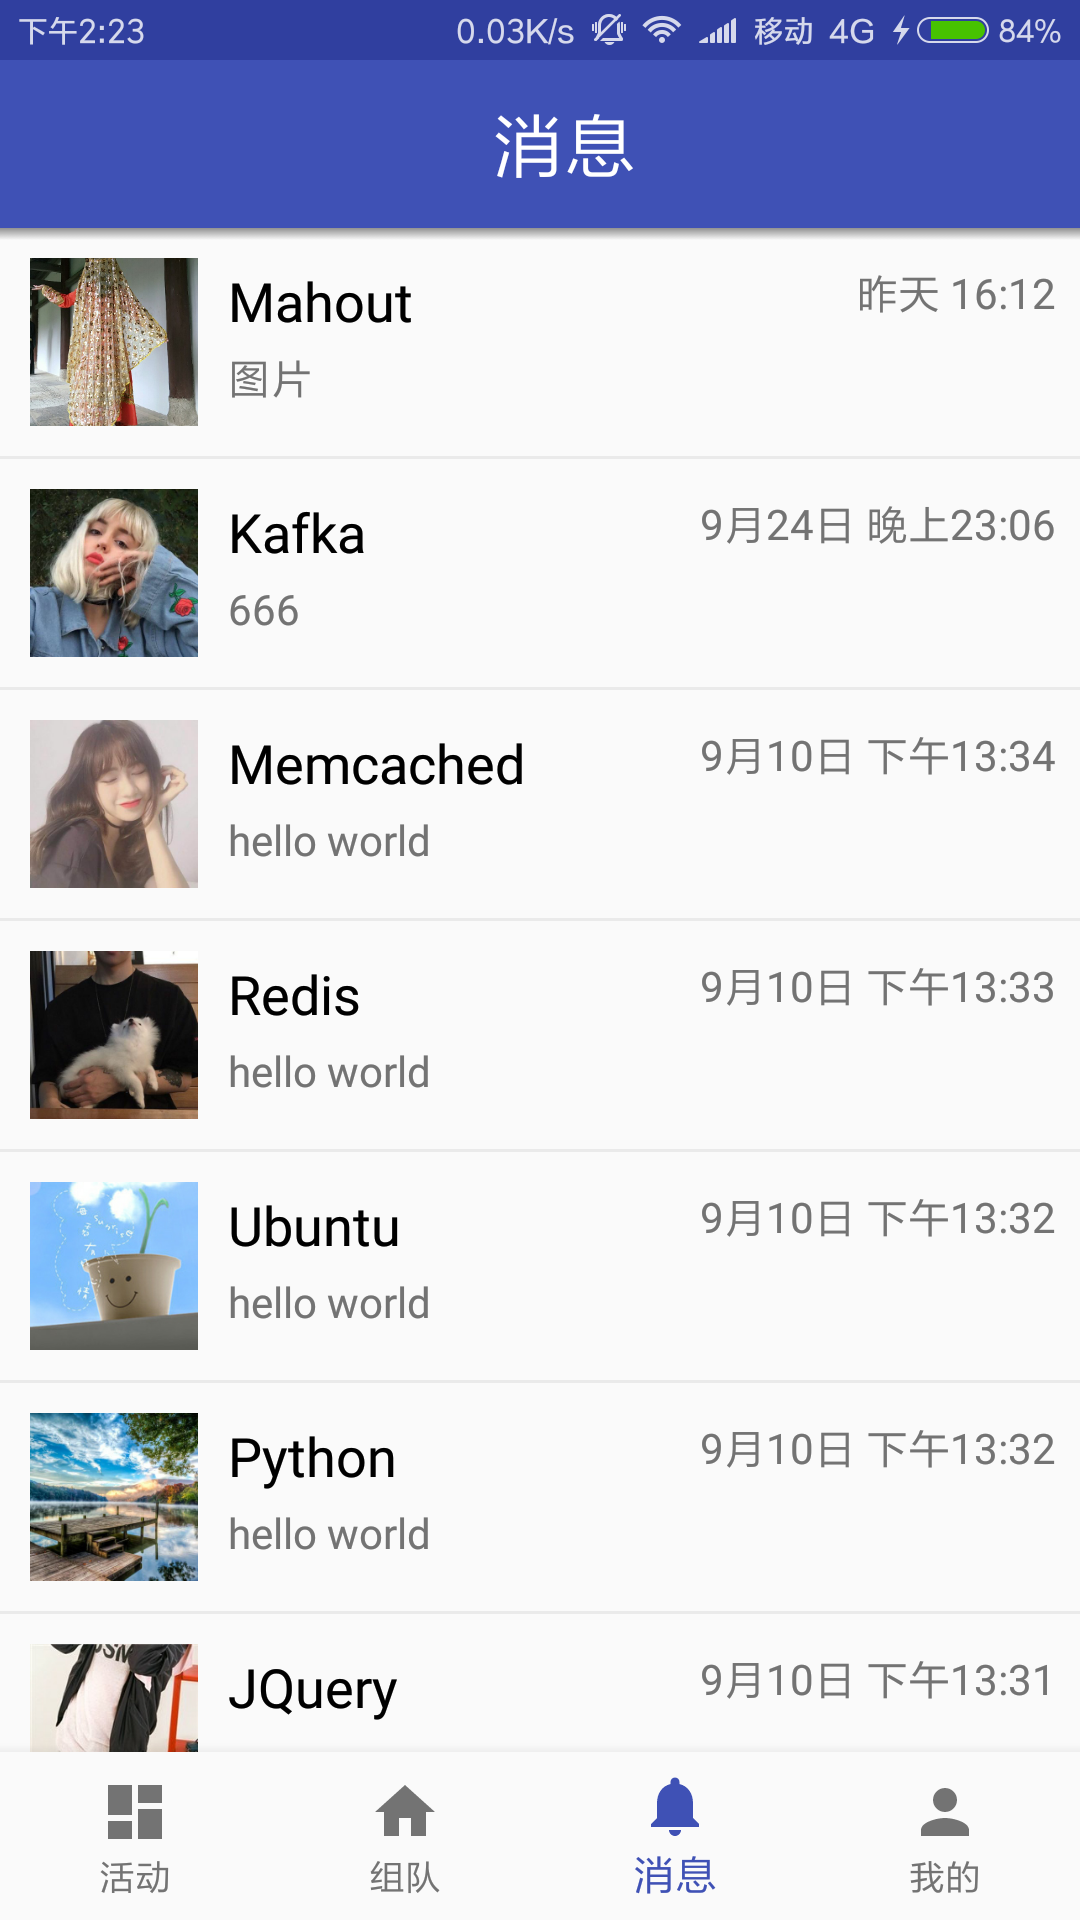 下午2:23
0.03K/s 移动 4G 84%
消息
Mahout
昨天 16:12
图片
Kafka
9月24日 晚上23:06
666
Memcached
9月10日 下午13:34
hello world
Redis
9月10日 下午13:33
hello world
Ubuntu
9月10日 下午13:32
hello world
Python
9月10日 下午13:32
hello world
JQuery
9月10日 下午13:31
活动
组队
消息
我的